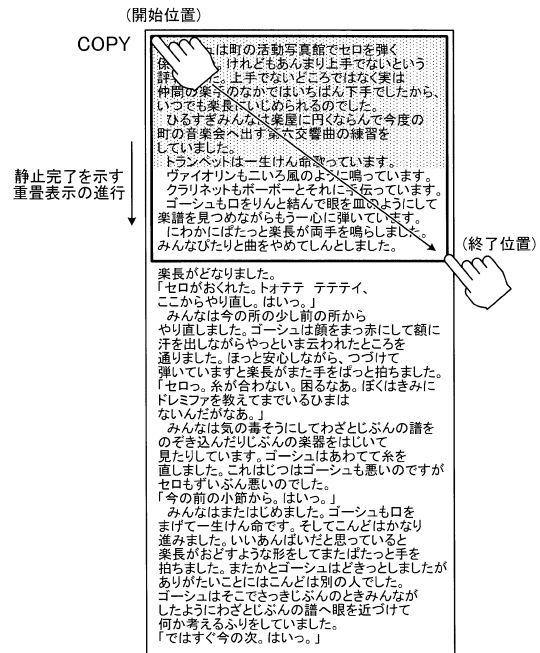 (開始位置)
COPY
は町の活動写真館でセロを弾く
けれどもあんまり上手でないという
上手でないどころではなく実は
仲間の楽手のなかではいちばん下手でしたから、
いつでも楽長にいじめられるのでした。
ひるすぎみんなは楽屋に円くならんで今度の
町の音楽会へ出す第六交響曲の練習を
していました。
トランペットは一生けん命歌っています。
ヴァイオリンも二いろ風のように鳴っています。
クラリネットもボーボーとそれに手伝っています。
ゴーシュも口をりんと結んで眼を皿のようにして
楽譜を見つめながらもう一心に弾いています。
にわかにぱたっと楽長が両手を鳴らしました。
みんなぴたりと曲をやめてしんとしました。
静止完了を示す
重畳表示の進行
(終了位置)
楽長がどなりました。
「セロがおくれた。トォテテ テテテイ、
ここからやり直し。はいっ。」
みんなは今の所の少し前の所から
やり直しました。ゴーシュは顔をまっ赤にして額に
汗を出しながらやっといま云われたところを
通りました。ほっと安心しながら、つづけて
弾いていますと楽長がまた手をぱっと拍ちました。
「セロっ。糸が合わない。困るなあ。ぼくはきみに
ドレミファを教えてまでいるひまは
ないんだがなあ。」
みんなは気の毒そうにしてわざとじぶんの譜を
のぞき込んだりじぶんの楽器をはじいて
見たりしています。ゴーシュはあわてて糸を
直しました。これはじつはゴーシュも悪いのですが
セロもずいぶん悪いのでした。
「今の前の小節から。はいっ。」
みんなはまたはじめました。ゴーシュも口を
まげて一生けん命です。そしてこんどはかなり
進みました。いいあんばいだと思っていると
楽長がおどすような形をしてまたぱたっと手を
拍ちました。またかとゴーシュはどきっとしましたが
ありがたいことにはこんどは別の人でした。
ゴーシュはそこでさっきじぶんのときみんなが
したようにわざとじぶんの譜へ眼を近づけて
何か考えるふりをしていました。
「ではすぐ今の次。はいっ。」